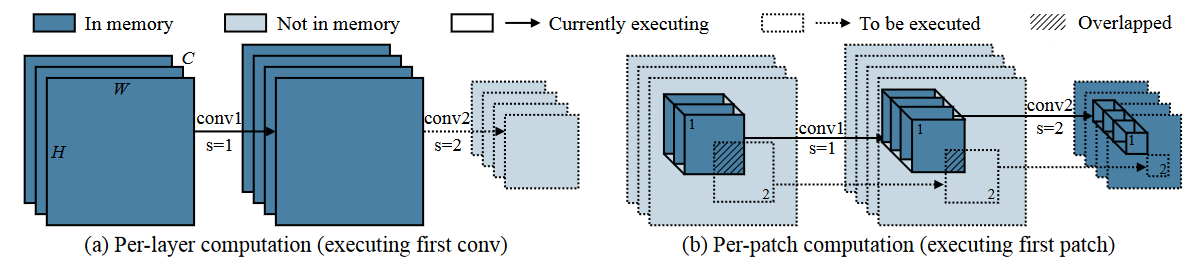 In memory Not in memory Currently executing To be executed Overlapped
C
W
H
conv1
s=1
conv2
s=2
1
2
conv1
s=1
1
2
conv2
s=2
1
2
(a) Per-layer computation (executing first conv) (b) Per-patch computation (executing first patch)